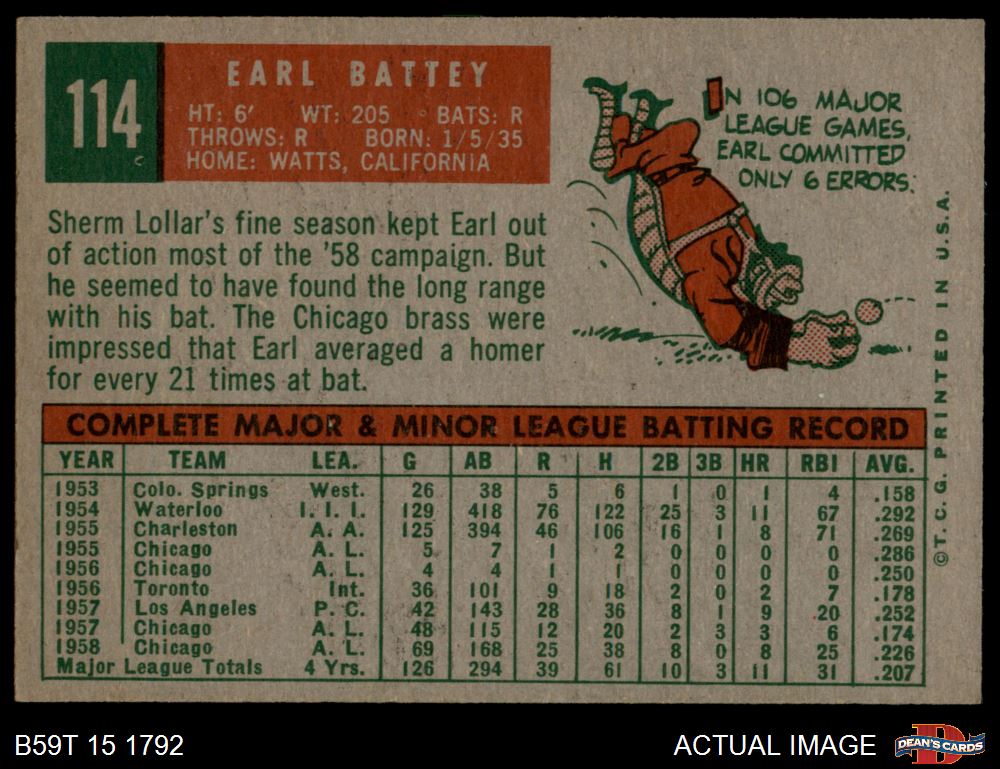 114
C
EARL BATTEY
HT: 6' WT: 205 BATS: R
THROWS: R BORN: 1/5/35
HOME: WATTS, CALIFORNIA
IN 106 MAJOR
LEAGUE GAMES,
EARL COMMITTED
ONLY 6 ERRORS.
Sherm Lollar's fine season kept Earl out
of action most of the '58 campaign. But
he seemed to have found the long range
with his bat. The Chicago brass were
impressed that Earl averaged a homer
for every 21 times at bat.
COMPLETE MAJOR & MINOR LEAGUE BATTING RECORD
YEAR TEAM LEA. G AB R H 2B 3B HR RBI AVG.
1953 Colo. Springs West. 26 38 5 6 1 0 1 4 .158
1954 Waterloo I. I. I. 129 418 76 122 25 3 11 67 .292
1955 Charleston A. A. 125 394 46 106 16 1 8 71 .269
1955 Chicago A. L. 5 7 1 2 0 0 0 0 .286
1956 Chicago A. L. 4 4 1 1 0 0 0 0 .250
1956 Toronto Int. 36 101 9 18 2 0 2 7 .178
1957 Los Angeles P. C. 42 143 28 36 8 1 9 20 .252
1957 Chicago A. L. 48 115 12 20 2 3 3 6 .174
1958 Chicago A. L. 69 168 25 38 8 0 8 25 .226
Major League Totals 4 Yrs. 126 294 39 61 10 3 11 31 .207
© T. C. G. PRINTED IN U.S.A.
B59T 15 1792
ACTUAL IMAGE
D
DEAN'S CARDS